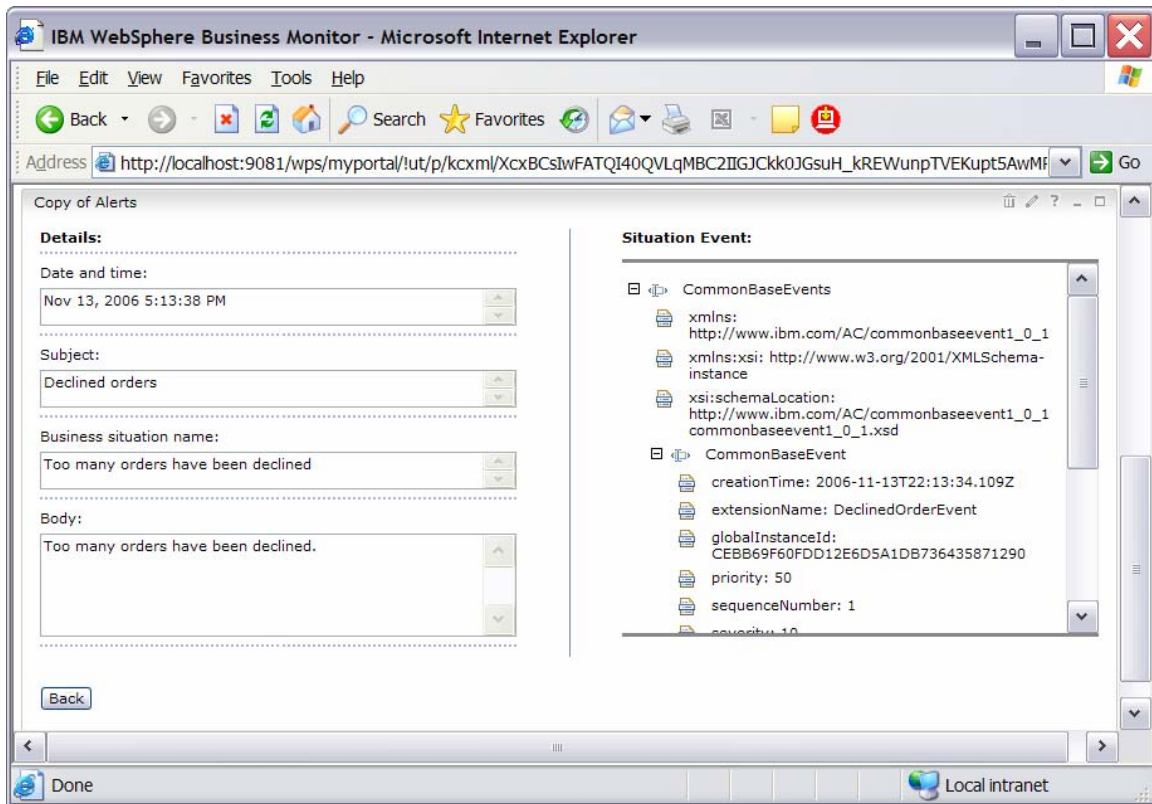 IBM WebSphere Business Monitor - Microsoft Internet Explorer
File Edit View Favorites Tools Help
Back Search Favorites
Address http://localhost:9081/wps/myportal/!ut/p/kcxml/XcxBCsIwFATQI40QVLqMBC2IIGJCkk0JGsuH_kREWunpTVEKupt5AwMF Go
Copy of Alerts
Details:
Date and time:
Nov 13, 2006 5:13:38 PM
Subject:
Declined orders
Business situation name:
Too many orders have been declined
Body:
Too many orders have been declined.
Back
Situation Event:
CommonBaseEvents
xmlns:
http://www.ibm.com/AC/commonbaseevent1_0_1
xmlns:xsi: http://www.w3.org/2001/XMLSchema-
instance
xsi:schemaLocation:
http://www.ibm.com/AC/commonbaseevent1_0_1
commonbaseevent1_0_1.xsd
CommonBaseEvent
creationTime: 2006-11-13T22:13:34.109Z
extensionName: DeclinedOrderEvent
globalInstanceId:
CEBB69F60FDD12E6D5A1DB736435871290
priority: 50
sequenceNumber: 1
severity: 10
Done
Local intranet